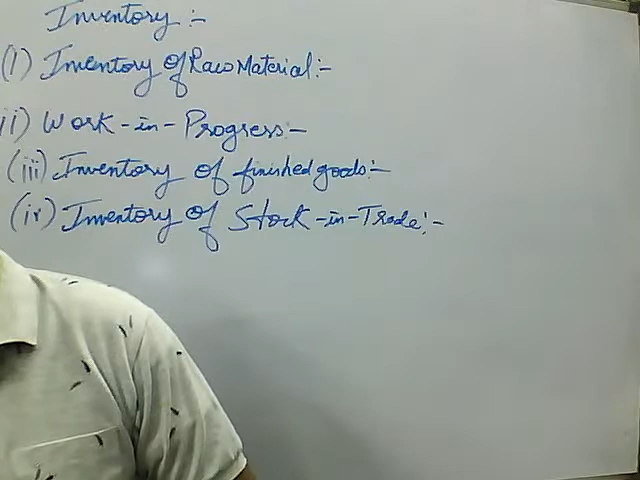 Inventory:-
(i) Inventory of Raw Material:-
ii) Work-in-Progress:-
(iii) Inventory of finished goods:-
(iv) Inventory of Stock-in-Trade:-